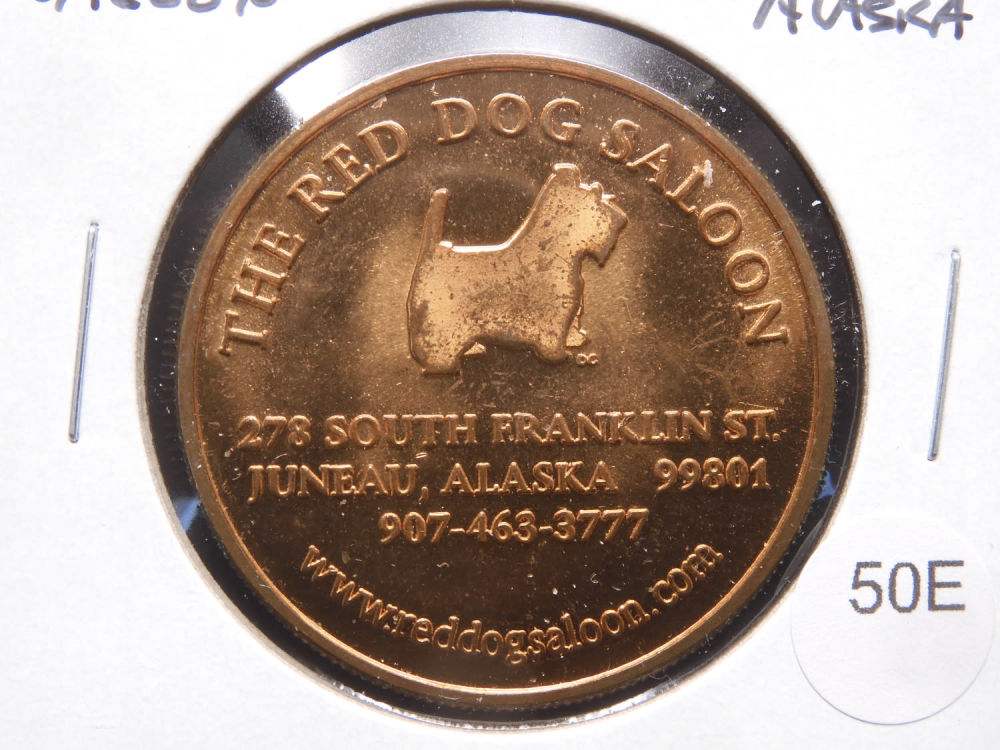 ALASKA
THE RED DOG SALOON
DG
278 SOUTH FRANKLIN ST.
JUNEAU, ALASKA 99801
907-463-3777
www.reddogsaloon.com
50E